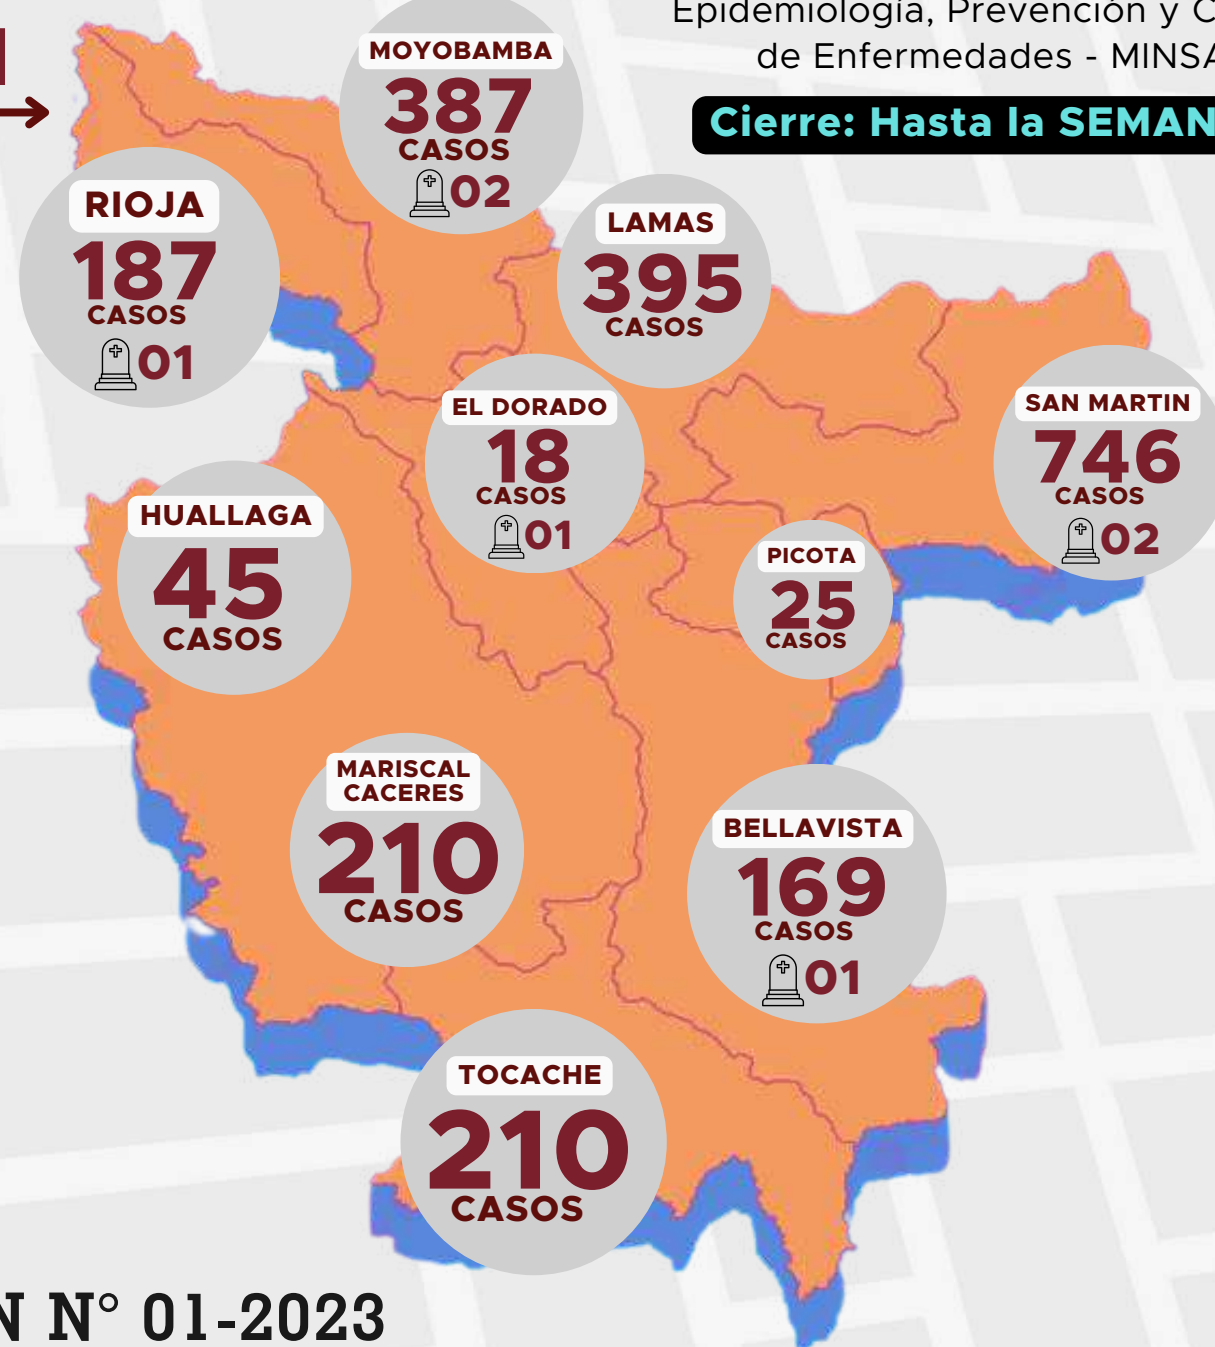 Epidemiología, Prevención y C
de Enfermedades - MINSA
Cierre: Hasta la SEMAN
MOYOBAMBA
387
CASOS
02
RIOJA
187
CASOS
01
LAMAS
395
CASOS
EL DORADO
18
CASOS
01
SAN MARTIN
746
CASOS
02
HUALLAGA
45
CASOS
PICOTA
25
CASOS
MARISCAL
CACERES
210
CASOS
BELLAVISTA
169
CASOS
01
TOCACHE
210
CASOS
N N° 01-2023